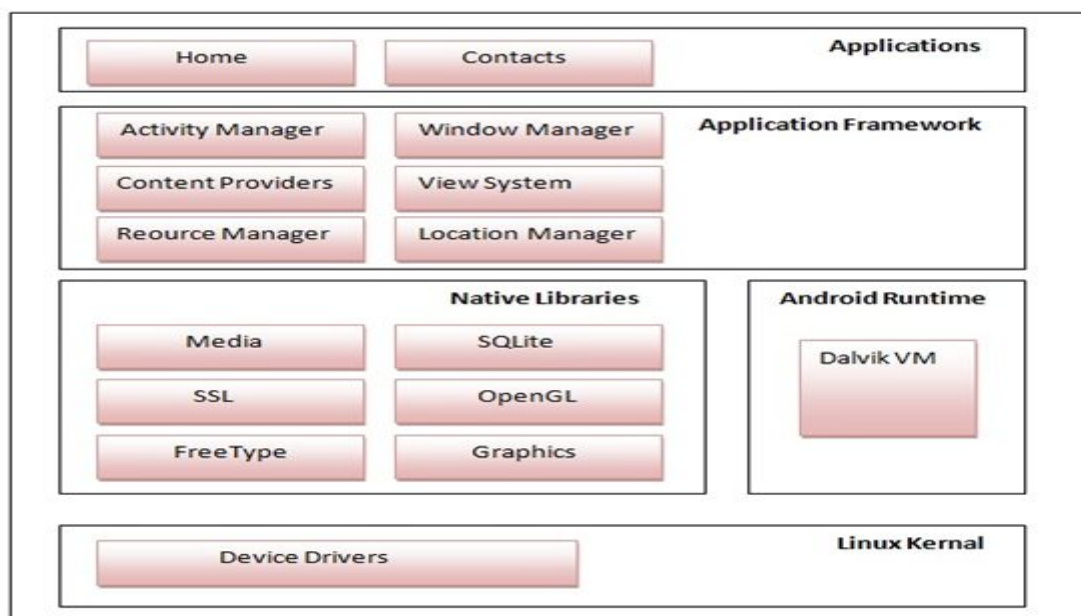 Applications
Home
Contacts
Application Framework
Activity Manager
Window Manager
Content Providers
View System
Reource Manager
Location Manager
Native Libraries
Media
SQLite
SSL
OpenGL
FreeType
Graphics
Android Runtime
Dalvik VM
Linux Kernal
Device Drivers